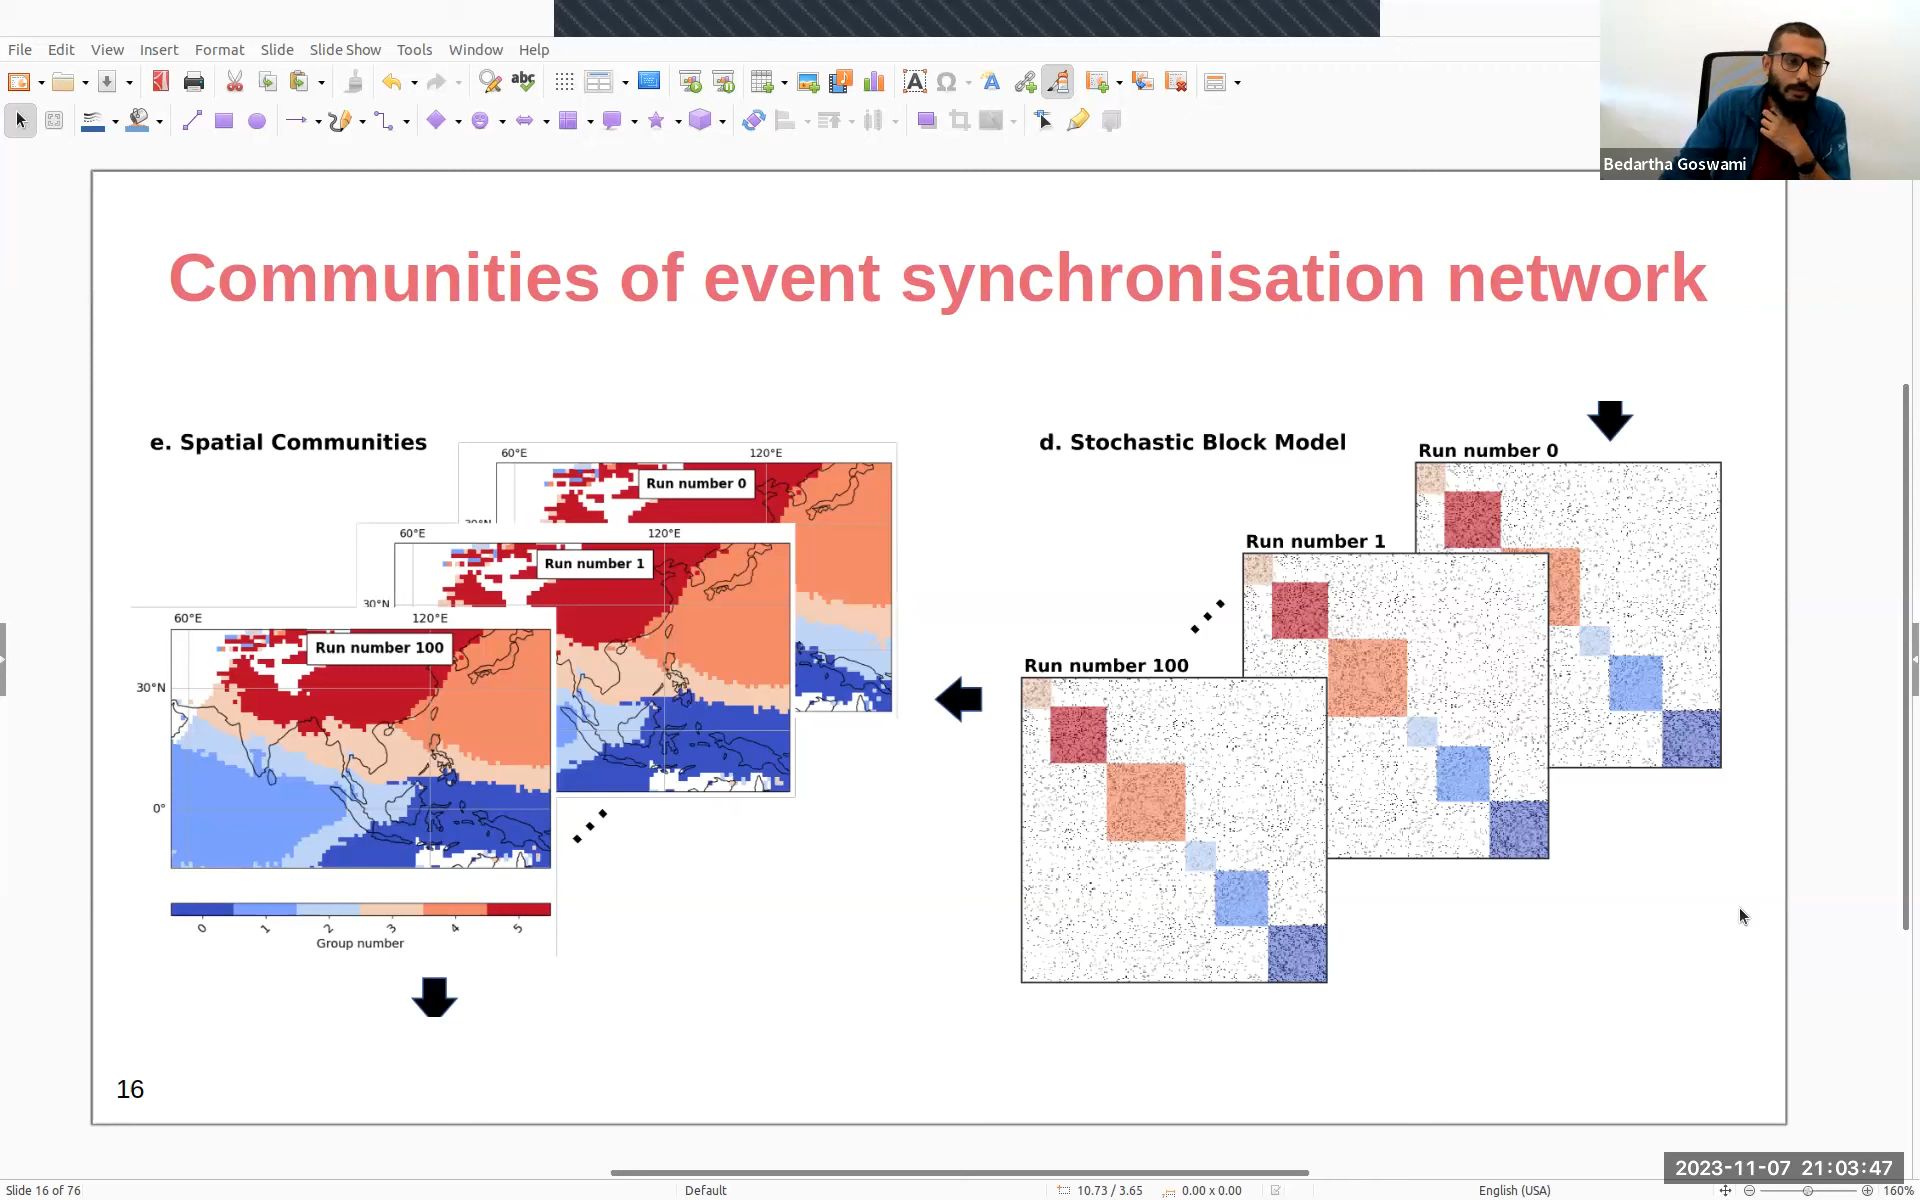 File Edit View Insert Format Slide Slide Show Tools Window Help
abc
A
Ω
A
Bedartha Goswami
Communities of event synchronisation network
e. Spatial Communities
60°E 120°E
Run number 0
30°N
60°E 120°E
Run number 1
30°N
60°E 120°E
Run number 100
30°N
0°
0 1 2 3 4 5
Group number
d. Stochastic Block Model
Run number 0
Run number 1
Run number 100
16
2023-11-07 21:03:47
Slide 16 of 76 Default 10.73 / 3.65 0.00 x 0.00 English (USA) 160%